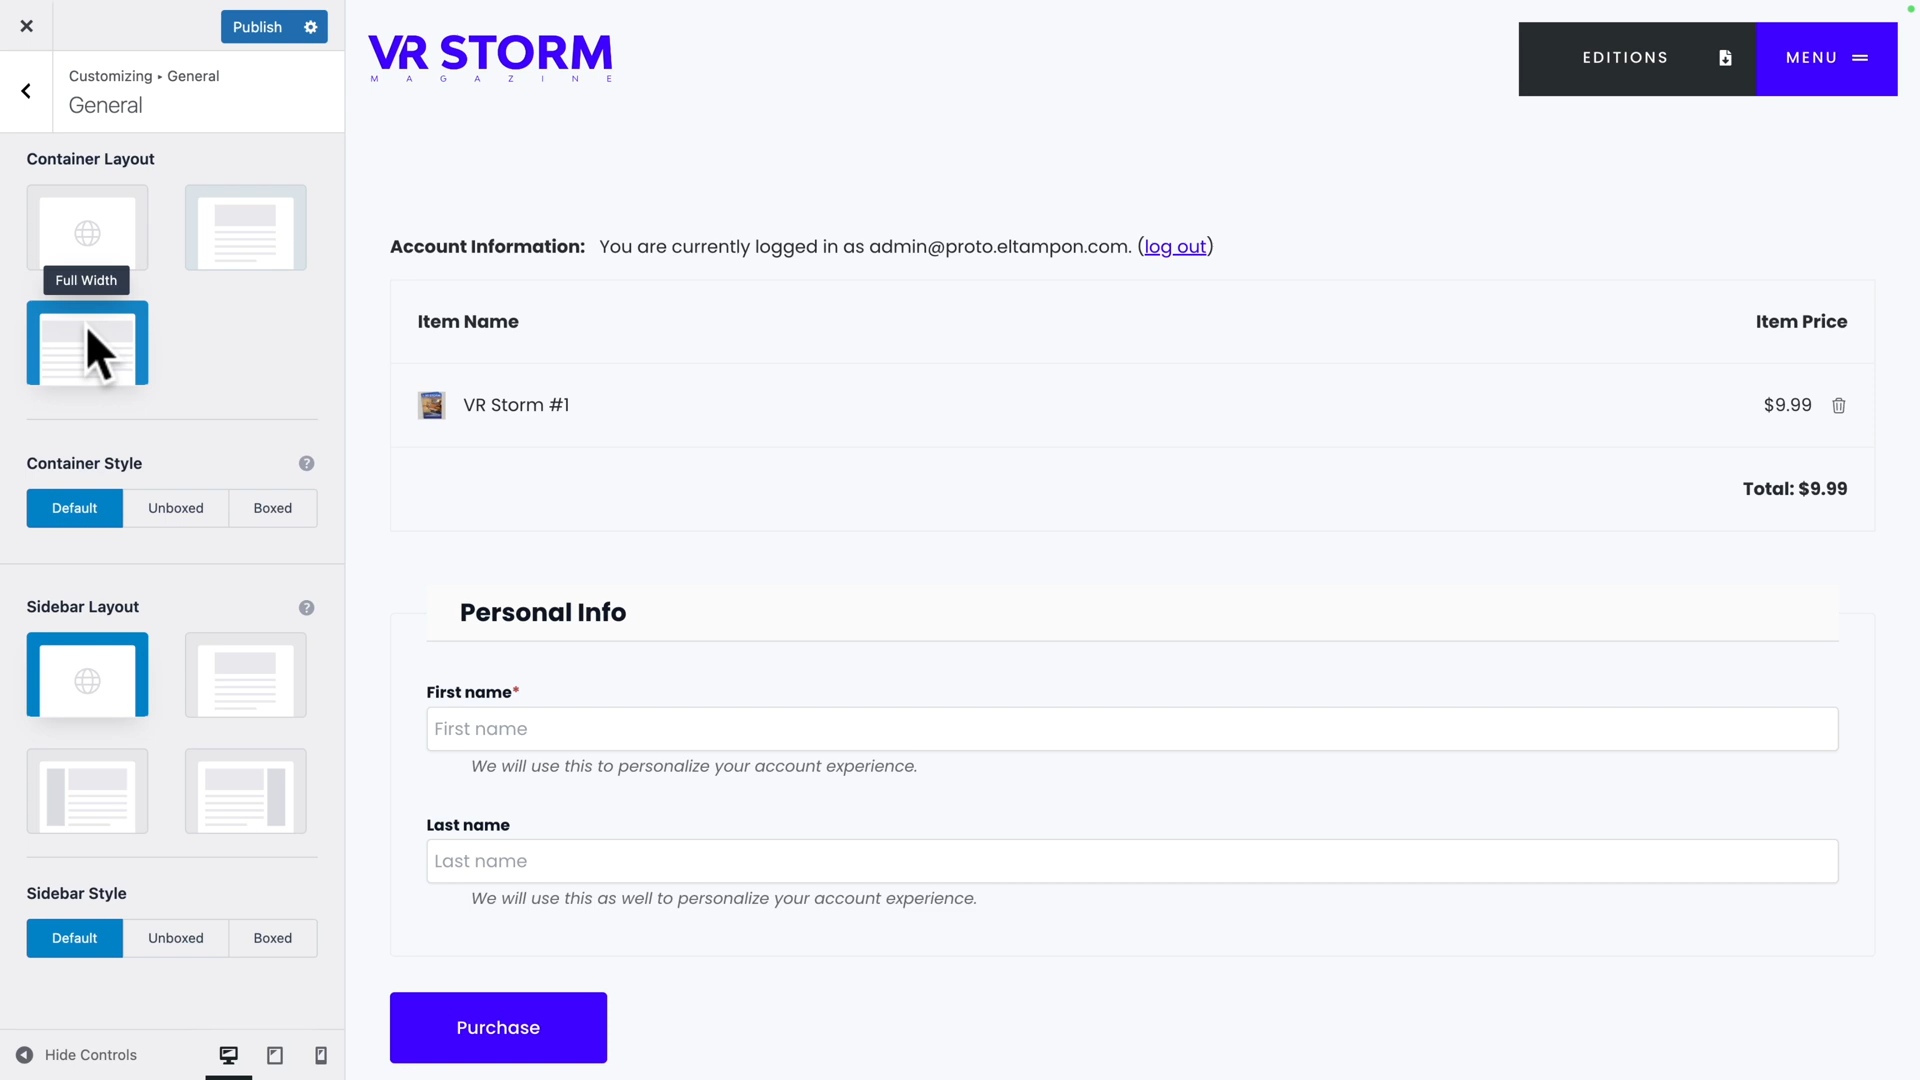 Publish
Customizing ▸ General
General
Container Layout
Full Width
Container Style
Default Unboxed Boxed
Sidebar Layout
Sidebar Style
Default Unboxed Boxed
Hide Controls
VR STORM
MAGAZINE
EDITIONS
MENU
Account Information: You are currently logged in as admin@proto.eltampon.com. (log out)
Item Name Item Price
VR Storm #1 $9.99
Total: $9.99
Personal Info
First name*
First name
We will use this to personalize your account experience.
Last name
Last name
We will use this as well to personalize your account experience.
Purchase